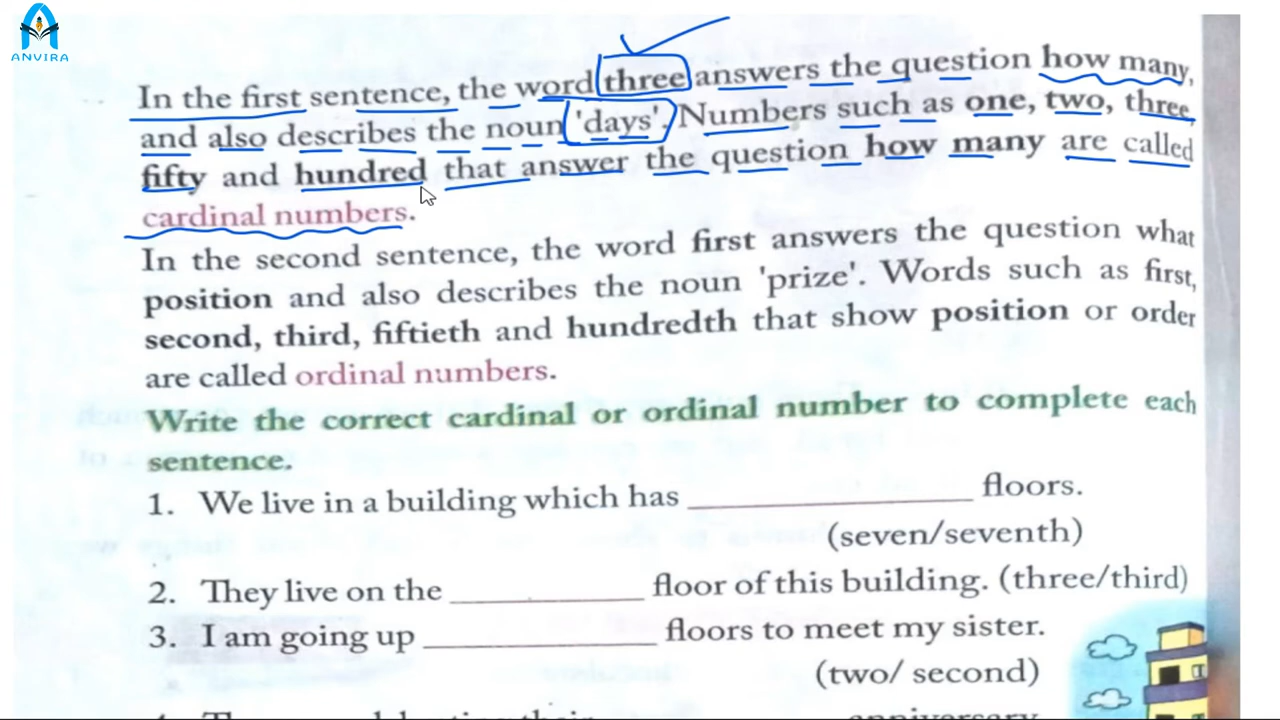 ANVIRA
In the first sentence, the word three answers the question how many,
and also describes the noun 'days'. Numbers such as one, two, three,
fifty and hundred that answer the question how many are called
cardinal numbers.
In the second sentence, the word first answers the question what
position and also describes the noun 'prize'. Words such as first,
second, third, fiftieth and hundredth that show position or order
are called ordinal numbers.
Write the correct cardinal or ordinal number to complete each
sentence.
1. We live in a building which has ____________ floors.
(seven/seventh)
2. They live on the ____________ floor of this building. (three/third)
3. I am going up ____________ floors to meet my sister.
(two/ second)
anniversary